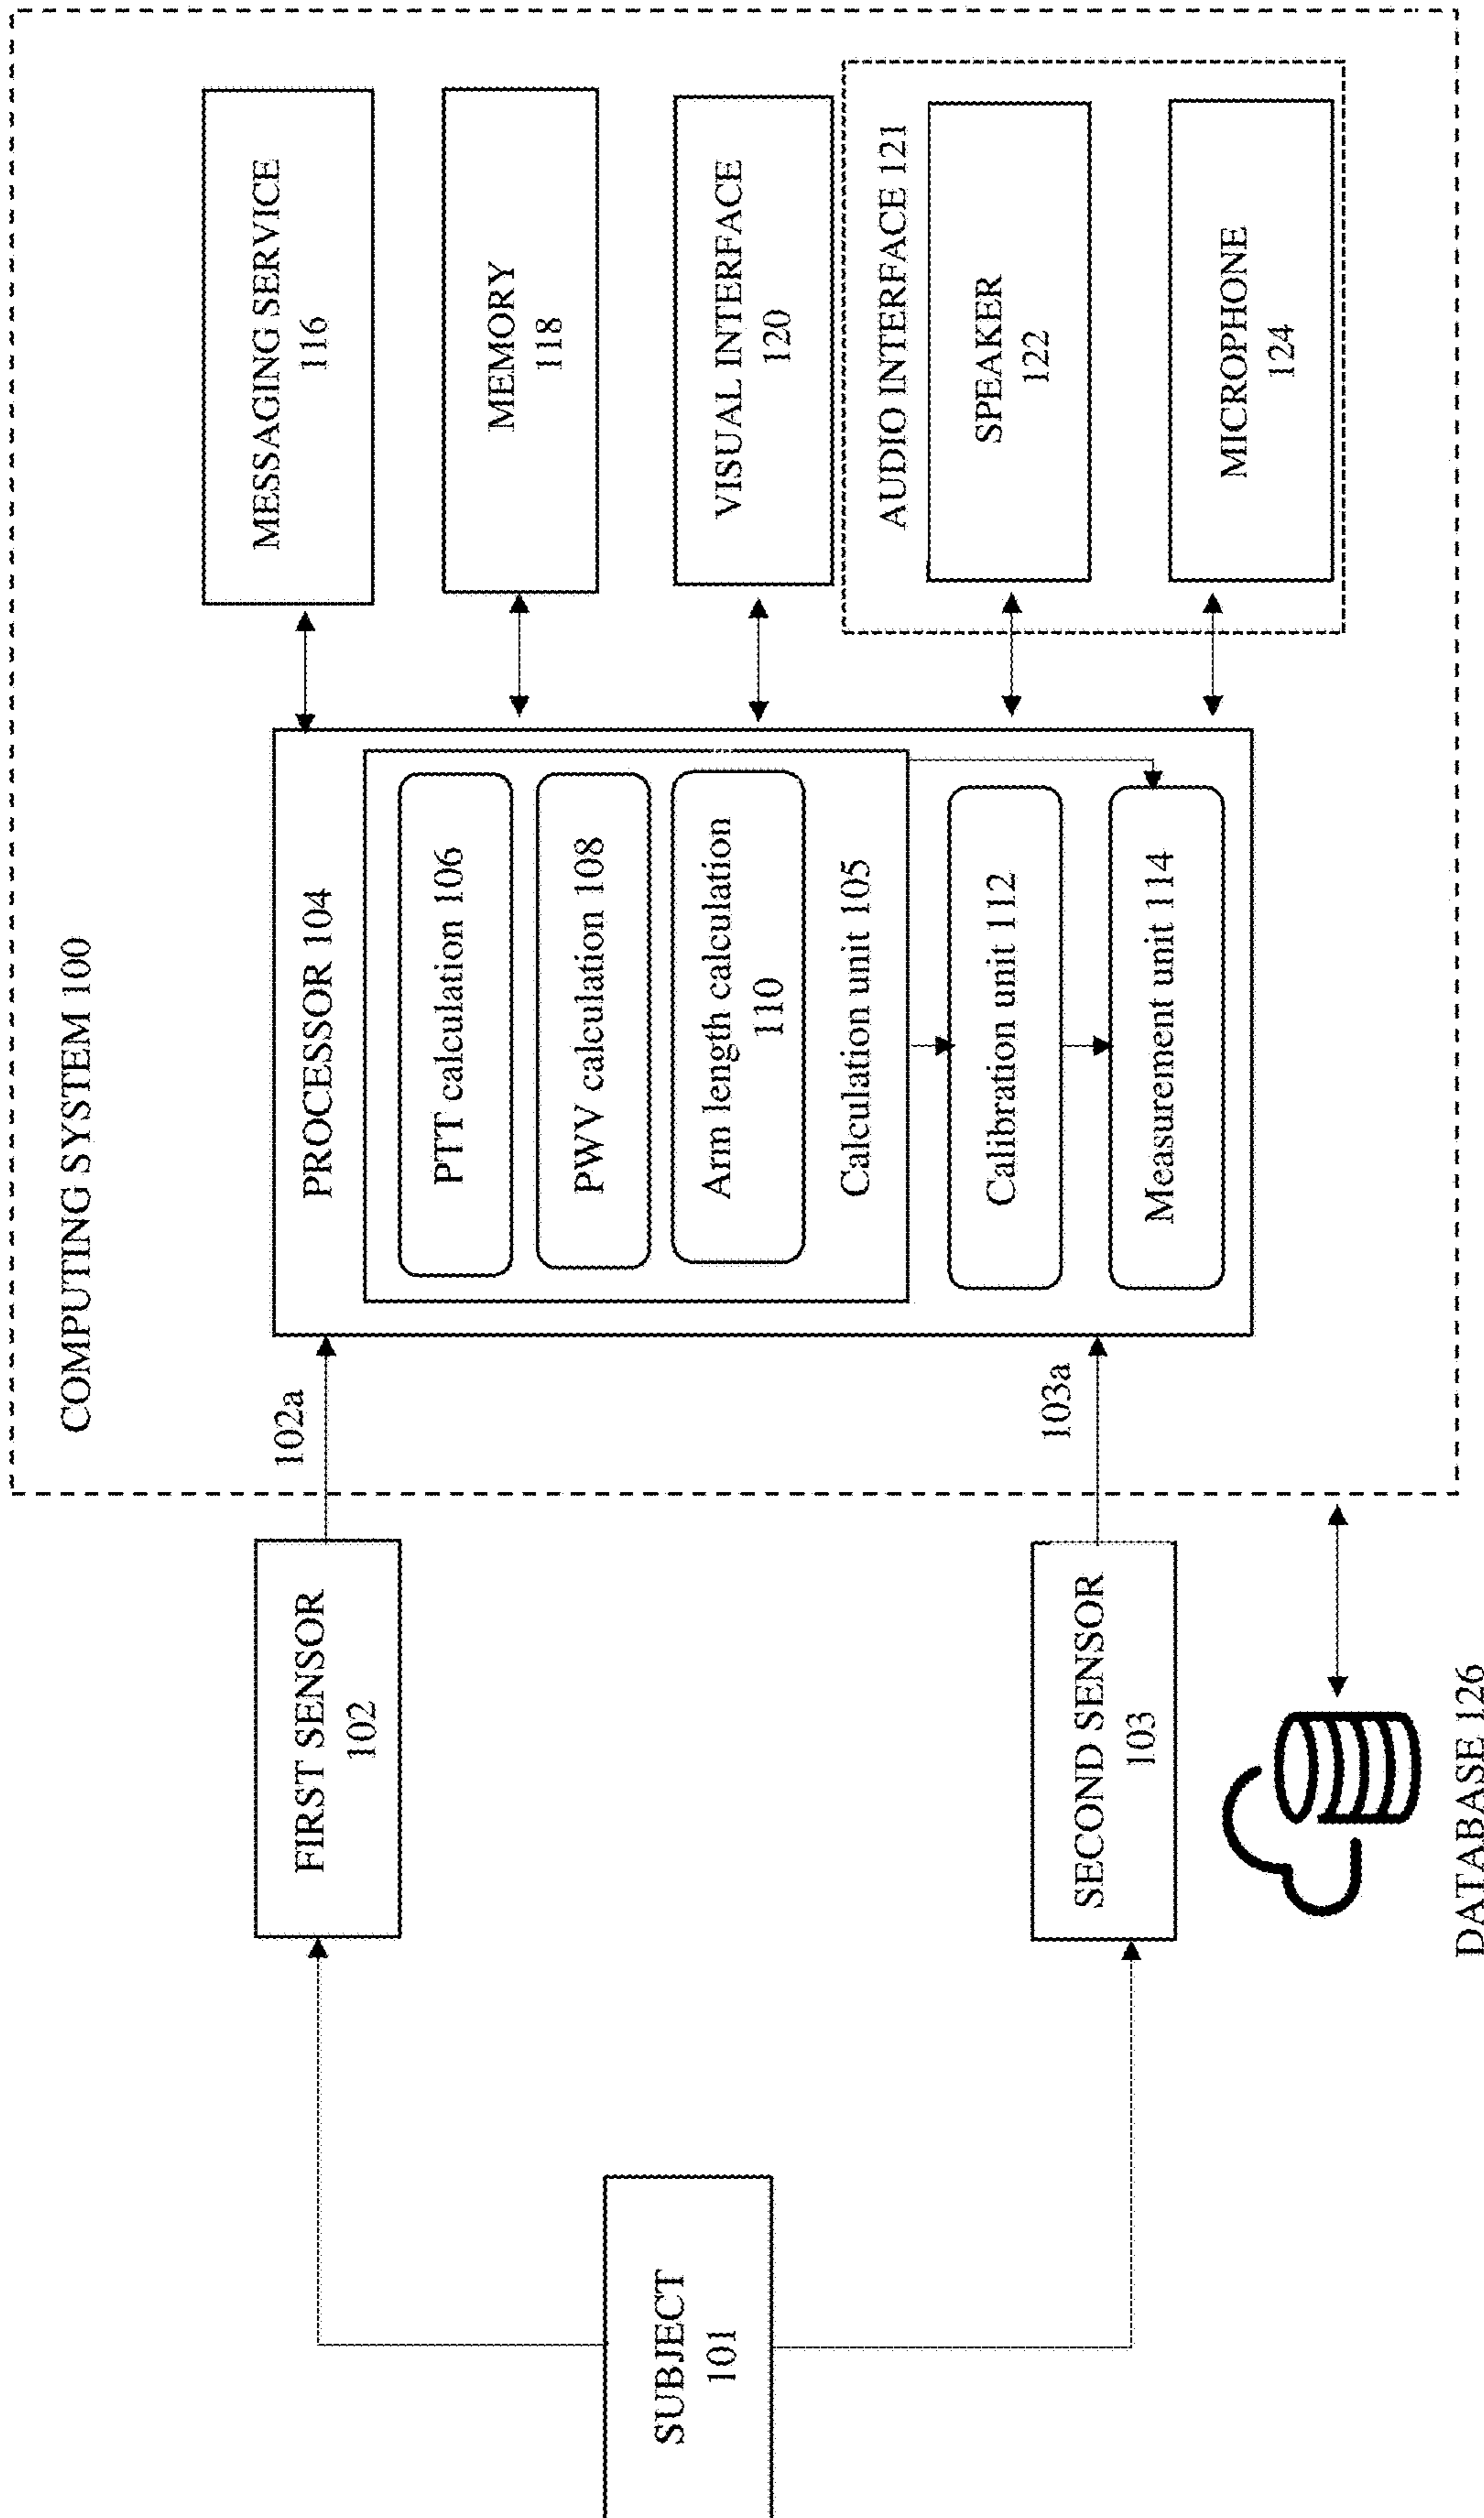 COMPUTING SYSTEM 100
SUBJECT
101
FIRST SENSOR
102
SECOND SENSOR
103
DATABASE 126
102a
103a
PROCESSOR 104
PTT calculation 106
PWV calculation 108
Arm length calculation
110
Calculation unit 105
Calibration unit 112
Measurement unit 114
MESSAGING SERVICE
116
MEMORY
118
VISUAL INTERFACE
120
AUDIO INTERFACE 121
SPEAKER
122
MICROPHONE
124